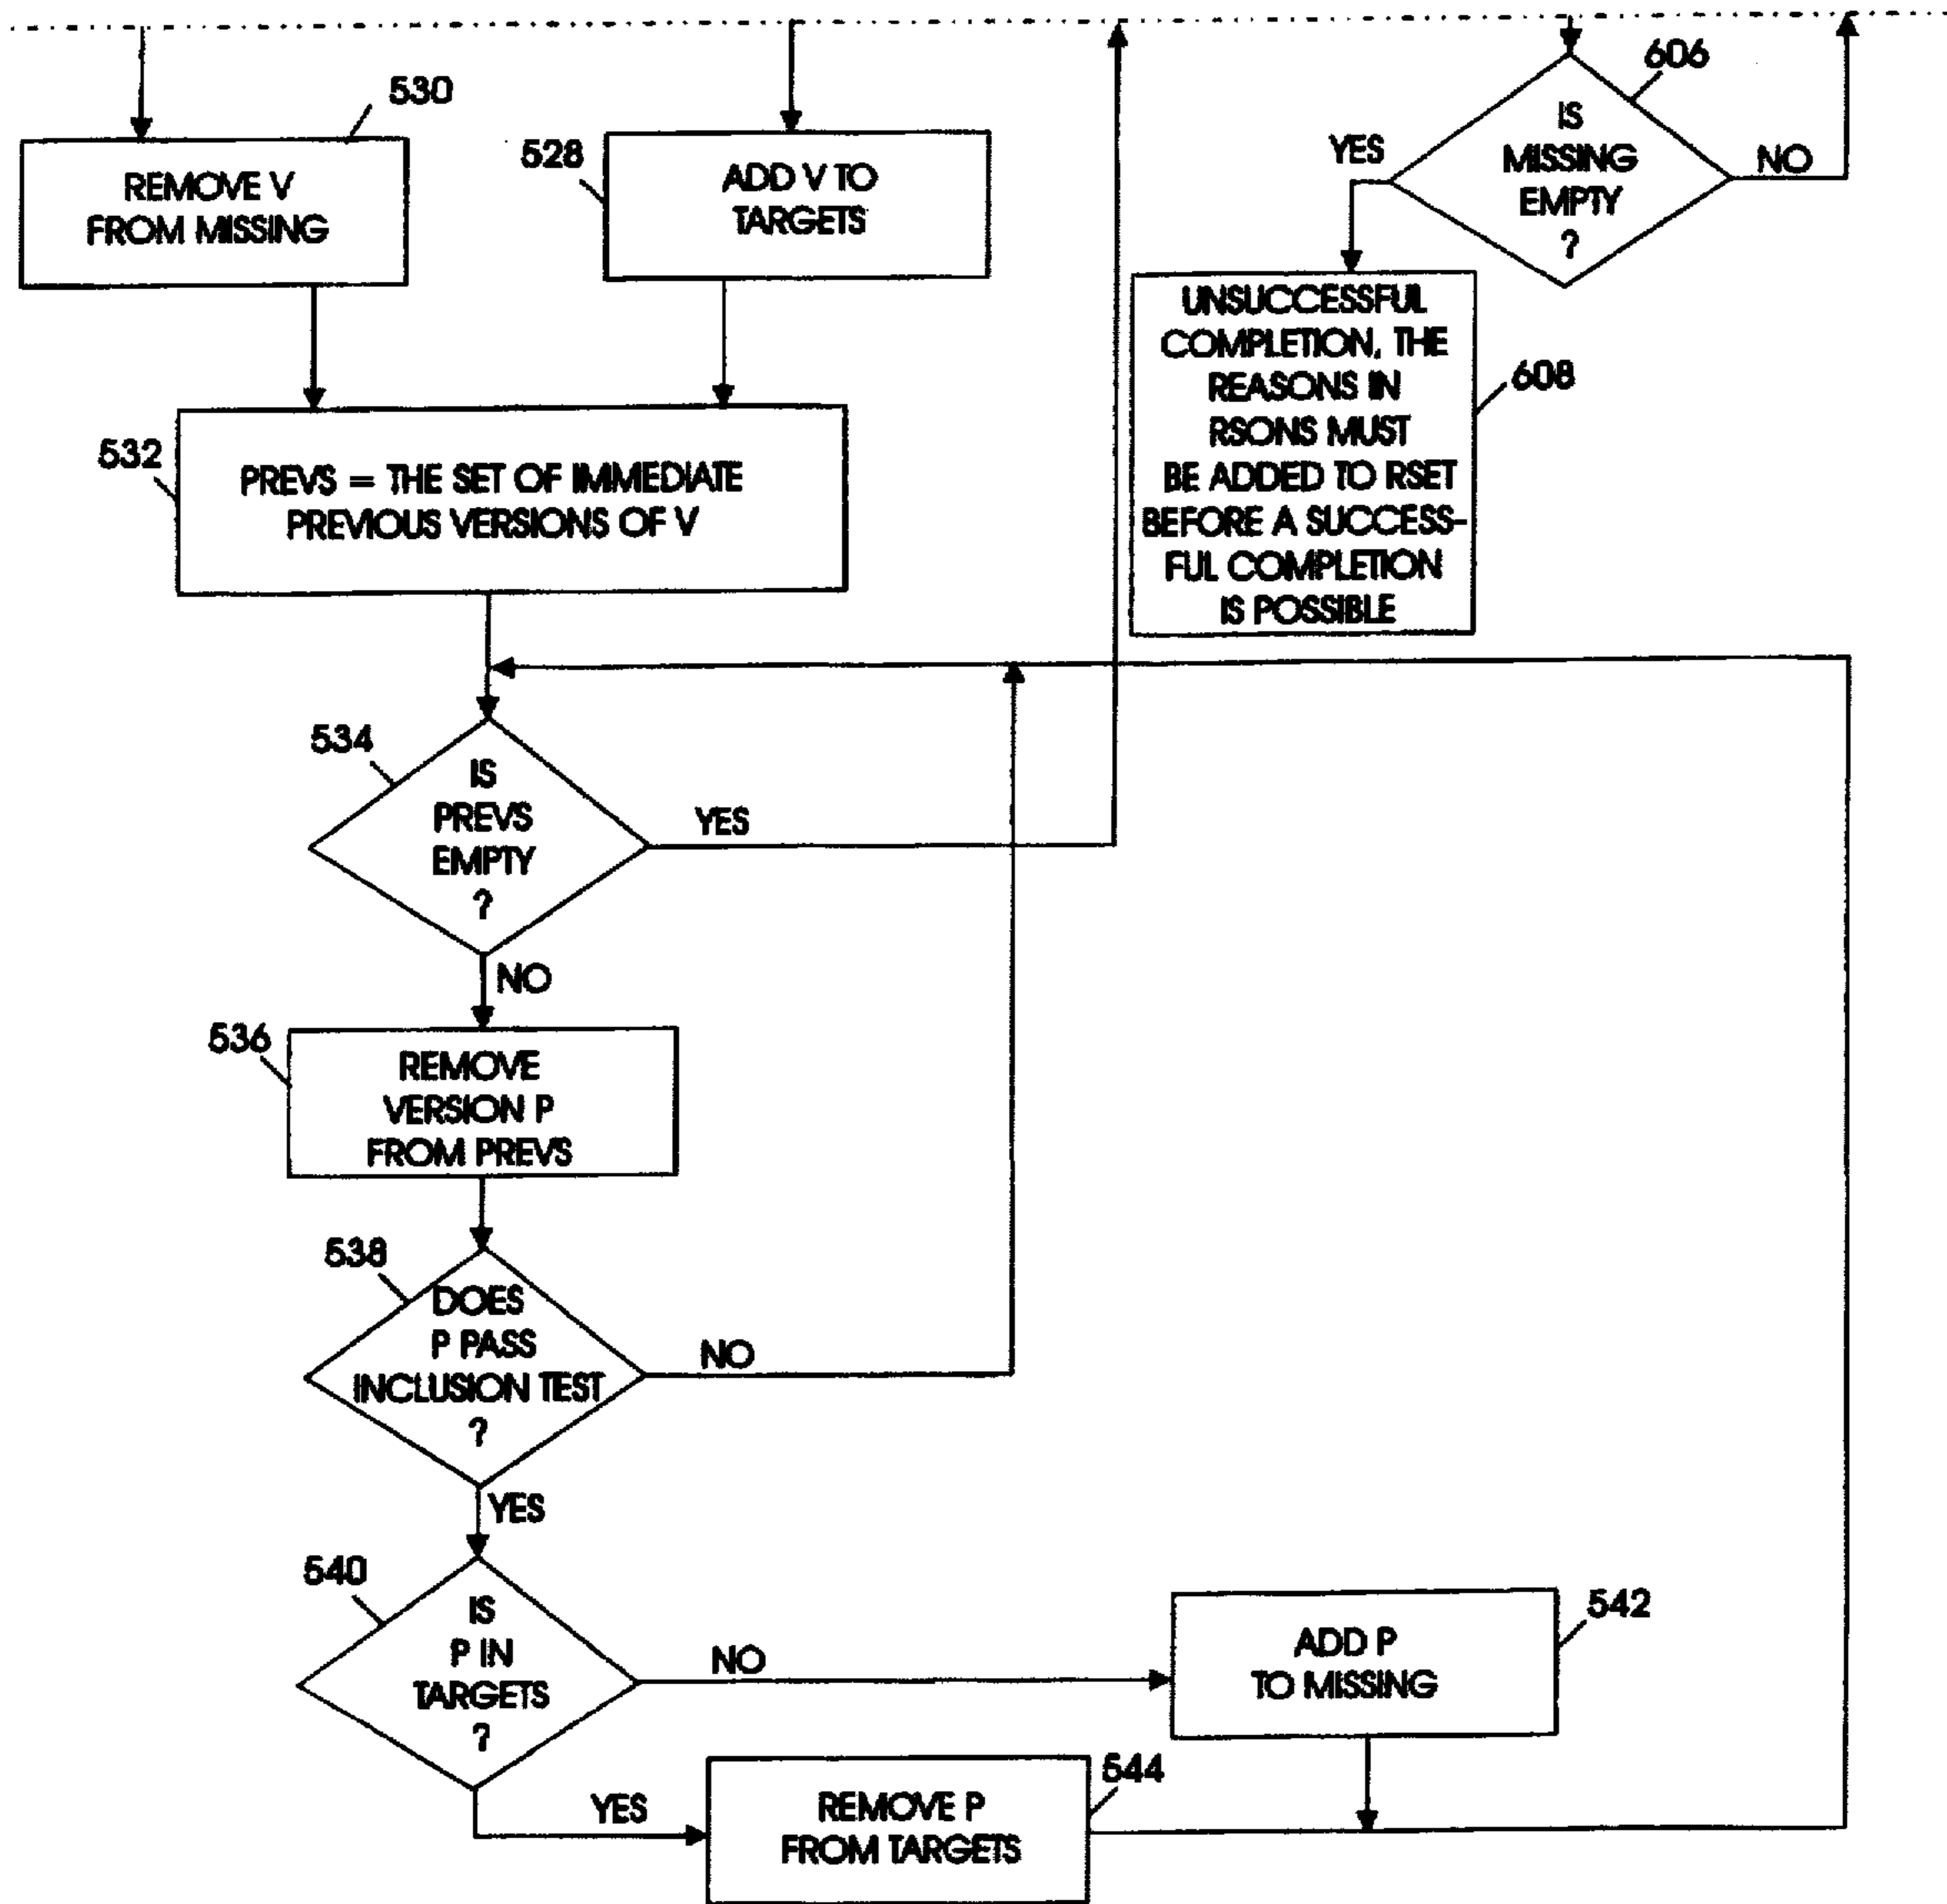 530
REMOVE V
FROM MISSING
528
ADD V TO
TARGETS
606
IS
MISSING
EMPTY
?
YES
NO
UNSUCCESSFUL
COMPLETION, THE
REASONS IN
RSONS MUST
BE ADDED TO RSET
BEFORE A SUCCESS-
FUL COMPLETION
IS POSSIBLE
608
532
PREVS = THE SET OF IMMEDIATE
PREVIOUS VERSIONS OF V
534
IS
PREVS
EMPTY
?
YES
NO
536
REMOVE
VERSION P
FROM PREVS
538
DOES
P PASS
INCLUSION TEST
?
NO
YES
540
IS
P IN
TARGETS
?
NO
542
ADD P
TO MISSING
YES
544
REMOVE P
FROM TARGETS